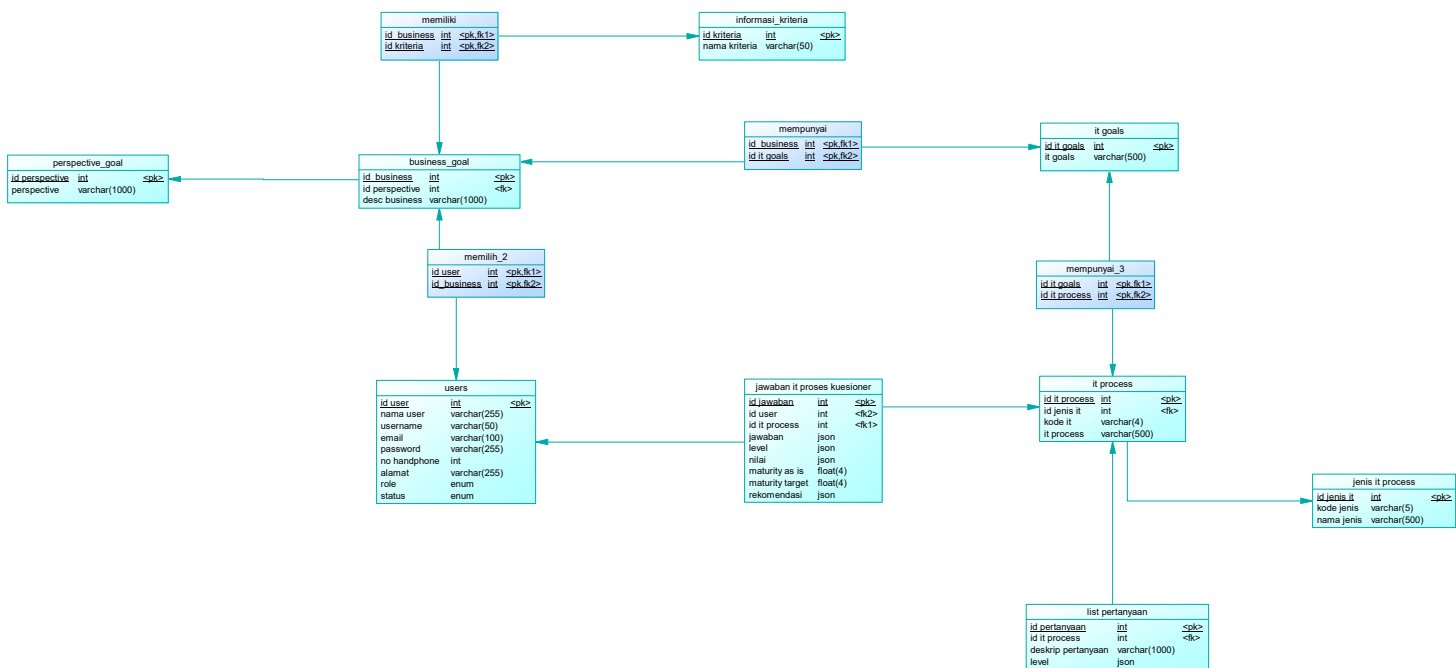 memiliki
id_business int <pk,fk1>
id kriteria int <pk,fk2>
informasi_kriteria
id kriteria int <pk>
nama kriteria varchar(50)
mempunyai
id_business int <pk,fk1>
id it goals int <pk,fk2>
it goals
id it goals int <pk>
it goals varchar(500)
perspective_goal
id perspective int <pk>
perspective varchar(1000)
business_goal
id_business int <pk>
id perspective int <fk>
desc business varchar(1000)
memilih_2
id user int <pk,fk1>
id_business int <pk,fk2>
mempunyai_3
id it goals int <pk,fk1>
id it process int <pk,fk2>
users
id user int <pk>
nama user varchar(255)
username varchar(50)
email varchar(100)
password varchar(255)
no handphone int
alamat varchar(255)
role enum
status enum
jawaban it proses kuesioner
id jawaban int <pk>
id user int <fk2>
id it process int <fk1>
jawaban json
level json
nilai json
maturity as is float(4)
maturity target float(4)
rekomendasi json
it process
id it process int <pk>
id jenis it int <fk>
kode it varchar(4)
it process varchar(500)
jenis it process
id jenis it int <pk>
kode jenis varchar(5)
nama jenis varchar(500)
list pertanyaan
id pertanyaan int <pk>
id it process int <fk>
deskrip pertanyaan varchar(1000)
level json